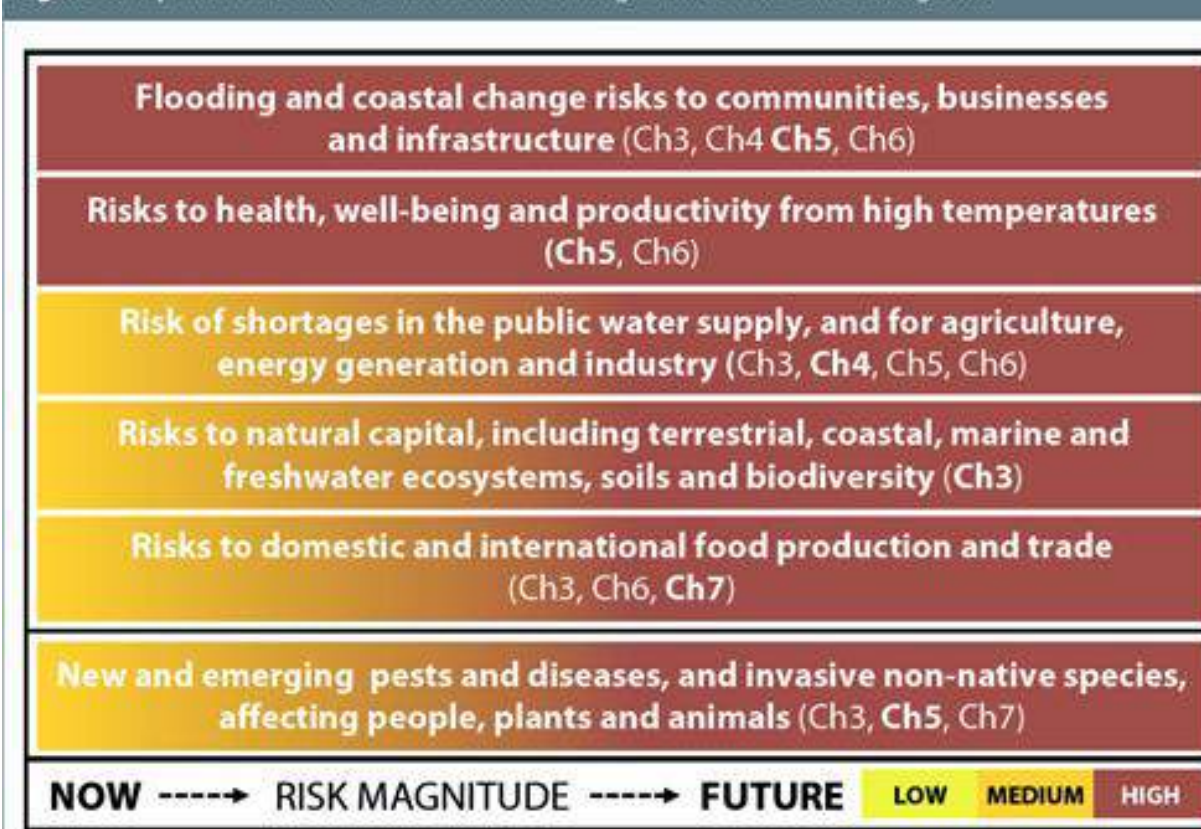 Flooding and coastal change risks to communities, businesses
and infrastructure (Ch3, Ch4 Ch5, Ch6)
Risks to health, well-being and productivity from high temperatures
(Ch5, Ch6)
Risk of shortages in the public water supply, and for agriculture,
energy generation and industry (Ch3, Ch4, Ch5, Ch6)
Risks to natural capital, including terrestrial, coastal, marine and
freshwater ecosystems, soils and biodiversity (Ch3)
Risks to domestic and international food production and trade
(Ch3, Ch6, Ch7)
New and emerging pests and diseases, and invasive non-native species,
affecting people, plants and animals (Ch3, Ch5, Ch7)
NOW -----> RISK MAGNITUDE -----> FUTURE LOW MEDIUM HIGH